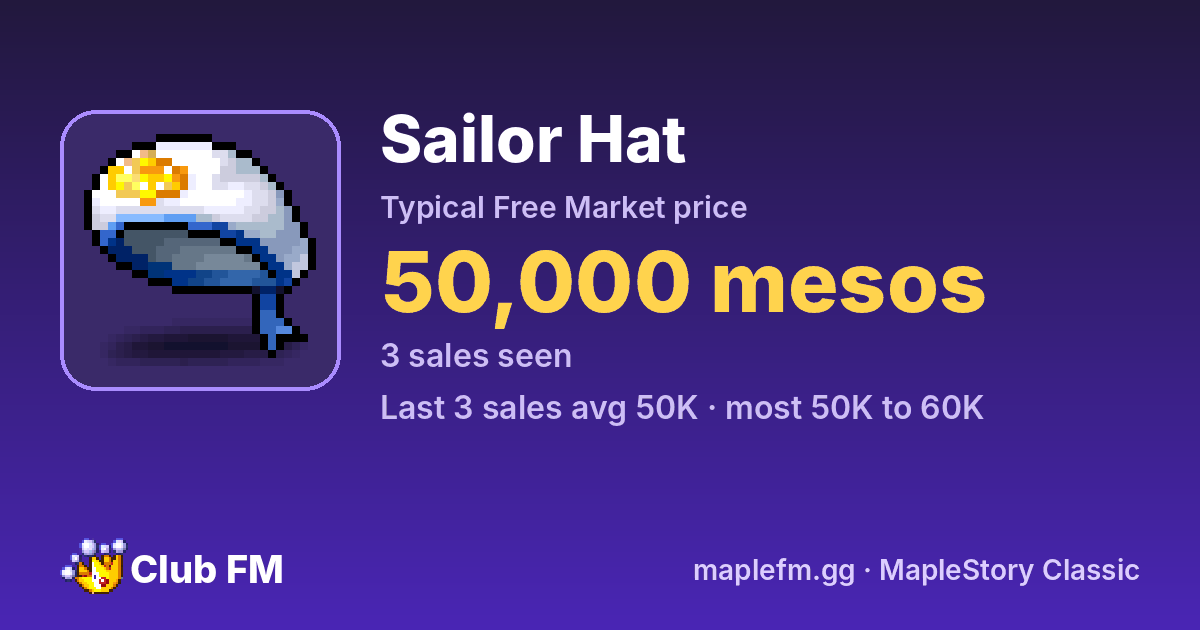 Sailor Hat
Typical Free Market price
50,000 mesos
3 sales seen
Last 3 sales avg 50K · most 50K to 60K
Club FM
maplefm.gg · MapleStory Classic